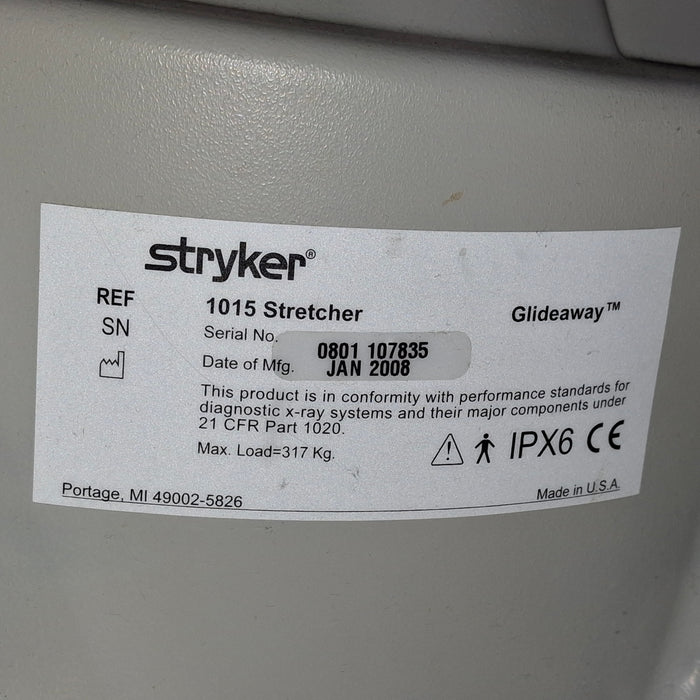 stryker®
REF 1015 Stretcher Glideaway™
SN Serial No. 0801 107835
Date of Mfg. JAN 2008
This product is in conformity with performance standards for
diagnostic x-ray systems and their major components under
21 CFR Part 1020.
Max. Load=317 Kg. IPX6 CE
Portage, MI 49002-5826 Made in U.S.A.